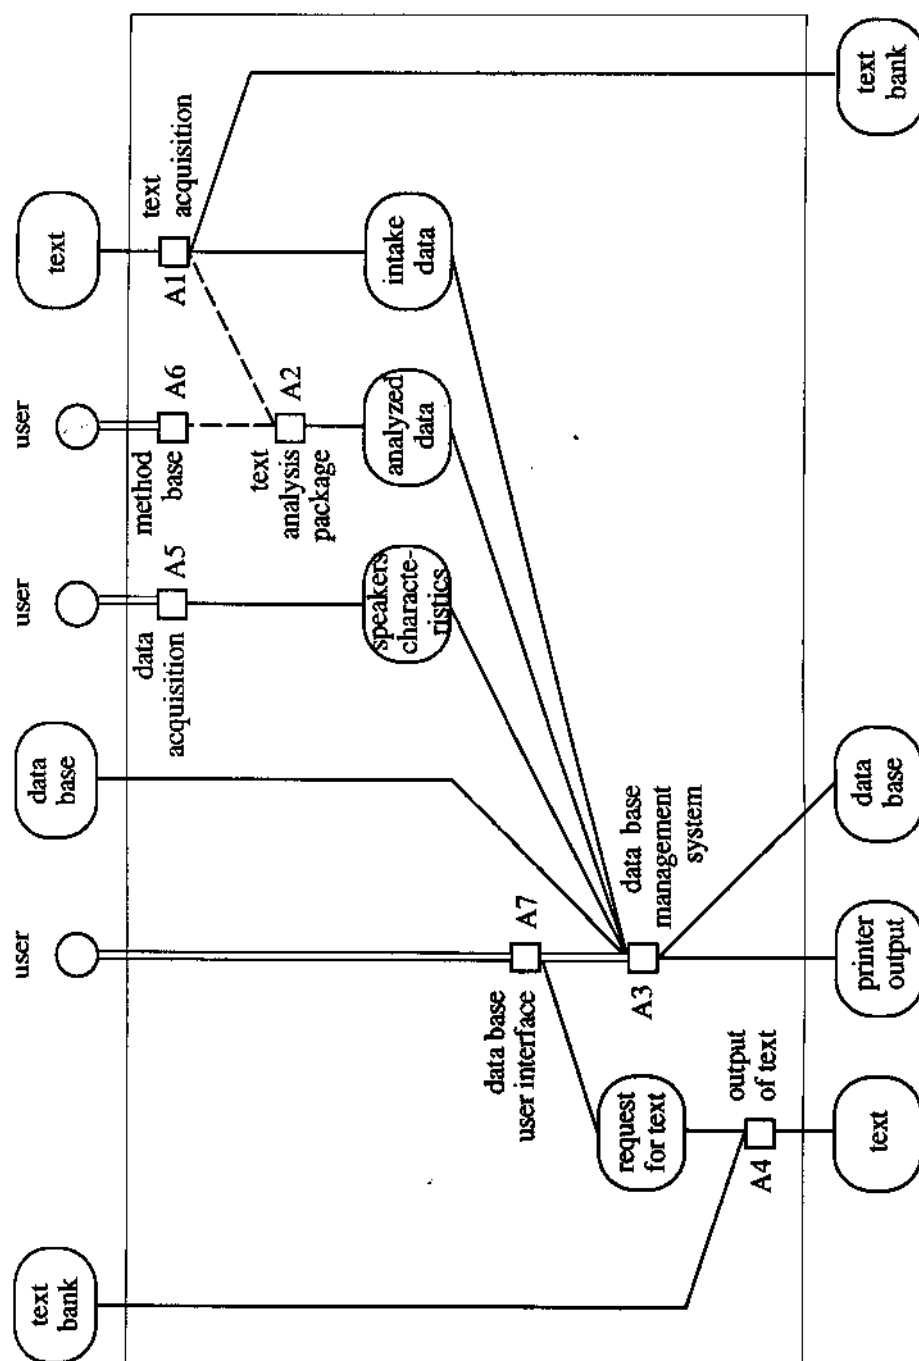 text
bank
user
data
base
user
user
text
data
acquisition
A5
method
base
A6
A1
text
acquisition
text
analysis
package
A2
speakers
characte-
ristics
analyzed
data
intake
data
data base
user interface
A7
request
for text
A3
data base
management
system
A4
output
of text
text
printer
output
data
base
text
bank